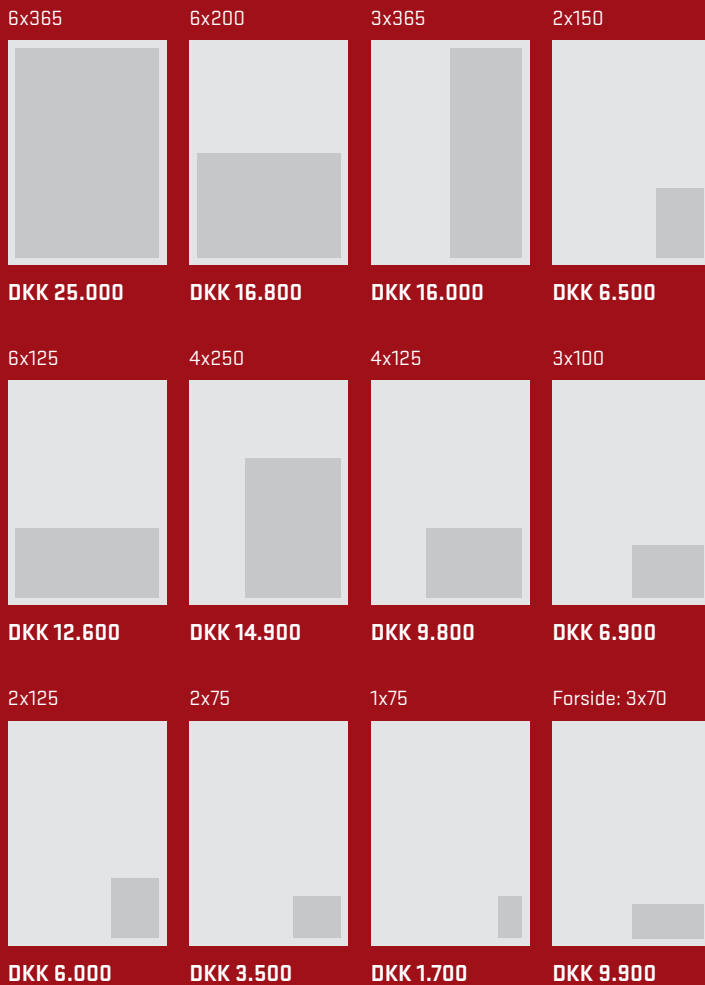 6x365
6x200
3x365
2x150
DKK 25.000
DKK 16.800
DKK 16.000
DKK 6.500
6x125
4x250
4x125
3x100
DKK 12.600
DKK 14.900
DKK 9.800
DKK 6.900
2x125
2x75
1x75
Forside: 3x70
DKK 6.000
DKK 3.500
DKK 1.700
DKK 9.900